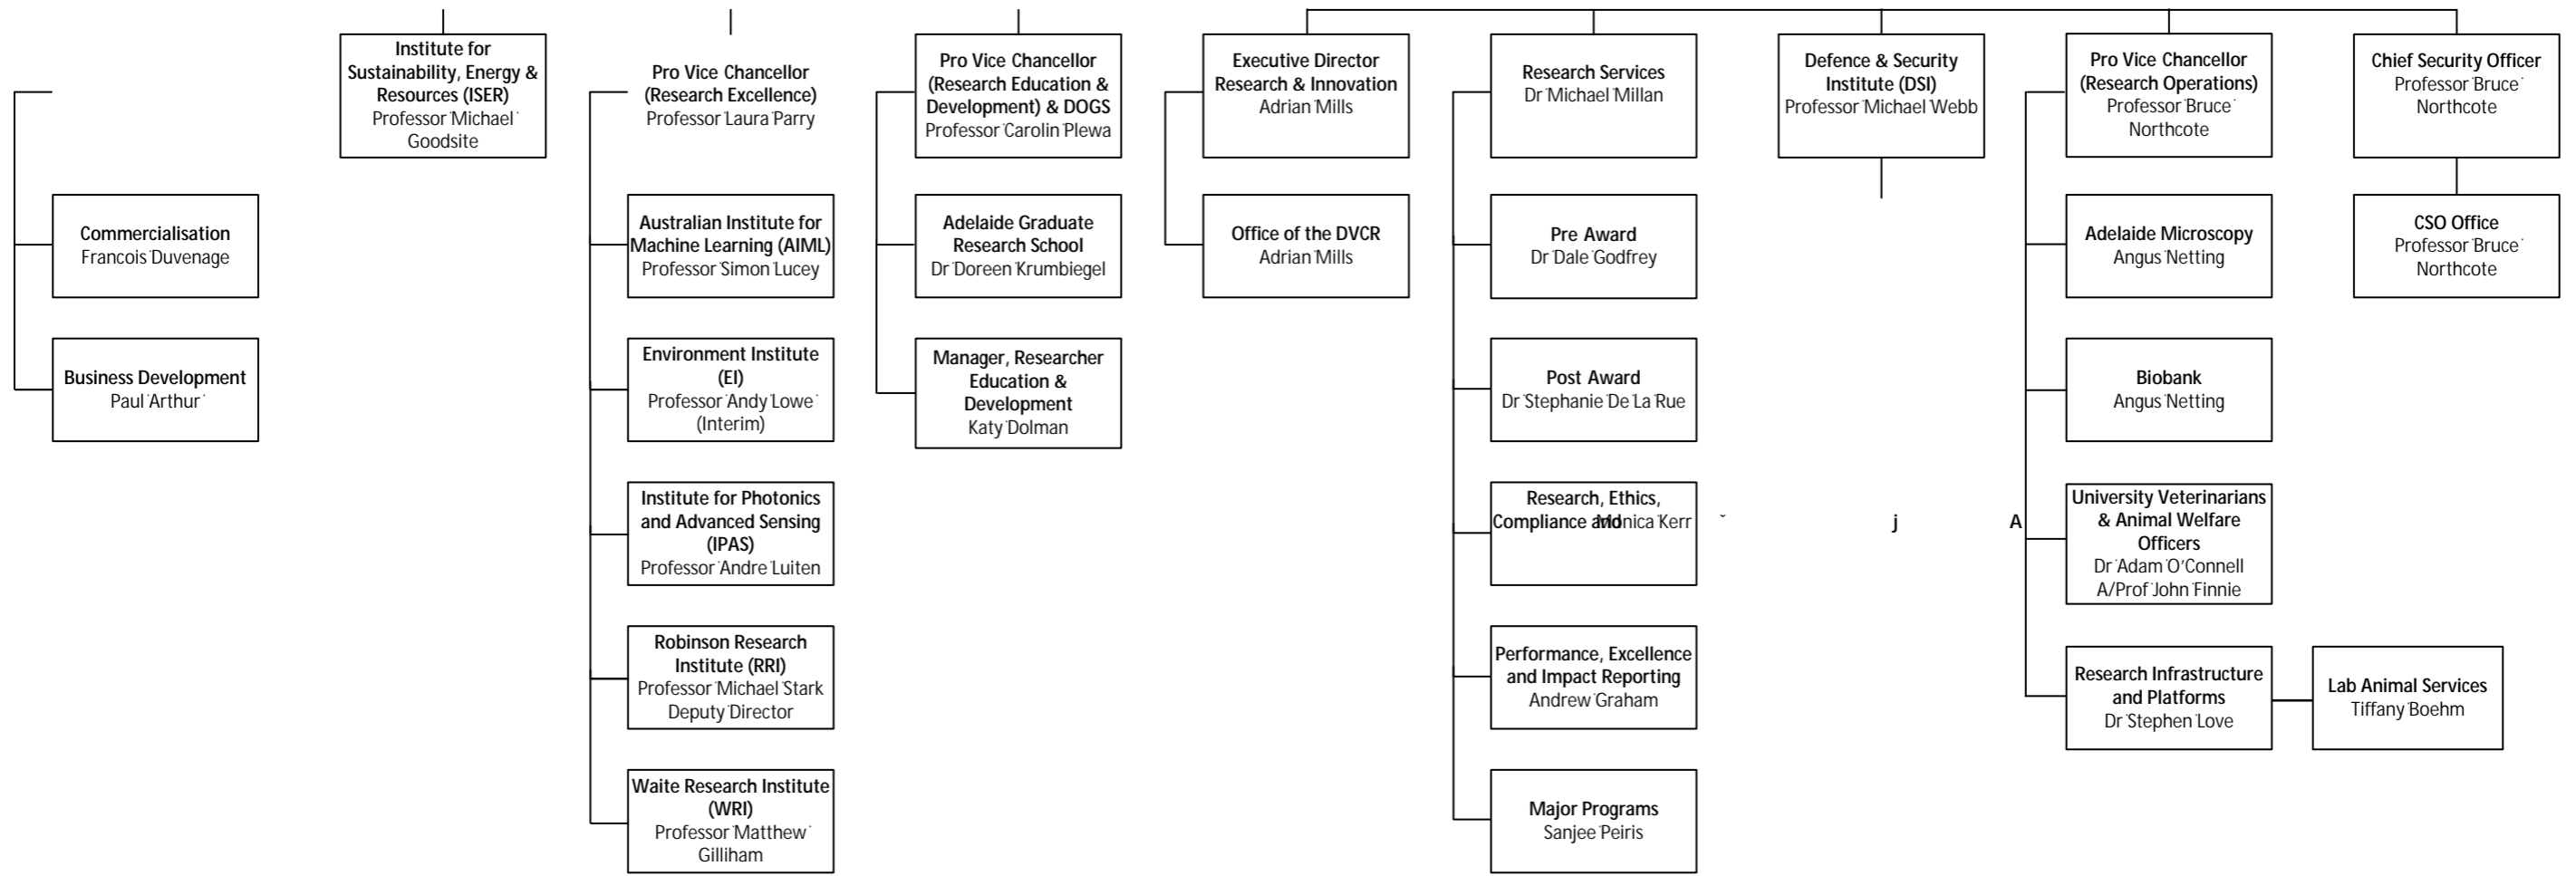 Institute for
Sustainability, Energy &
Resources (ISER)
Professor Michael
Goodsite
Pro Vice Chancellor
(Research Excellence)
Professor Laura Parry
Pro Vice Chancellor
(Research Education &
Development) & DOGS
Professor Carolin Plewa
Executive Director
Research & Innovation
Adrian Mills
Research Services
Dr Michael Millan
Defence & Security
Institute (DSI)
Professor Michael Webb
Pro Vice Chancellor
(Research Operations)
Professor Bruce
Northcote
Chief Security Officer
Professor Bruce
Northcote
Commercialisation
Francois Duvenage
Australian Institute for
Machine Learning (AIML)
Professor Simon Lucey
Adelaide Graduate
Research School
Dr Doreen Krumbiegel
Office of the DVCR
Adrian Mills
Pre Award
Dr Dale Godfrey
Adelaide Microscopy
Angus Netting
CSO Office
Professor Bruce
Northcote
Business Development
Paul Arthur
Environment Institute
(EI)
Professor Andy Lowe
(Interim)
Manager, Researcher
Education &
Development
Katy Dolman
Post Award
Dr Stephanie De La Rue
Biobank
Angus Netting
Institute for Photonics
and Advanced Sensing
(IPAS)
Professor Andre Luiten
Research, Ethics,
Compliance and
Monica Kerr
j
A
University Veterinarians
& Animal Welfare
Officers
Dr Adam O'Connell
A/Prof John Finnie
Robinson Research
Institute (RRI)
Professor Michael Stark
Deputy Director
Performance, Excellence
and Impact Reporting
Andrew Graham
Research Infrastructure
and Platforms
Dr Stephen Love
Lab Animal Services
Tiffany Boehm
Waite Research Institute
(WRI)
Professor Matthew
Gilliham
Major Programs
Sanjee Peiris